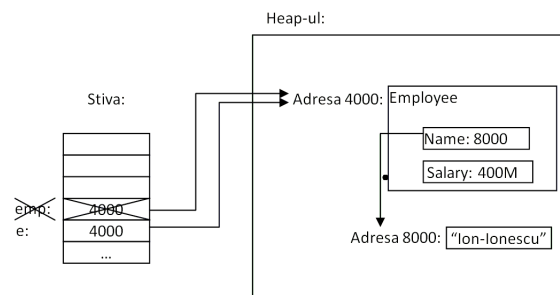 Heap-ul:
Stiva:
Adresa 4000:
Employee
Name: 8000
Salary: 400M
emp:
4000
e:
4000
...
Adresa 8000:
“Ion-Ionescu”